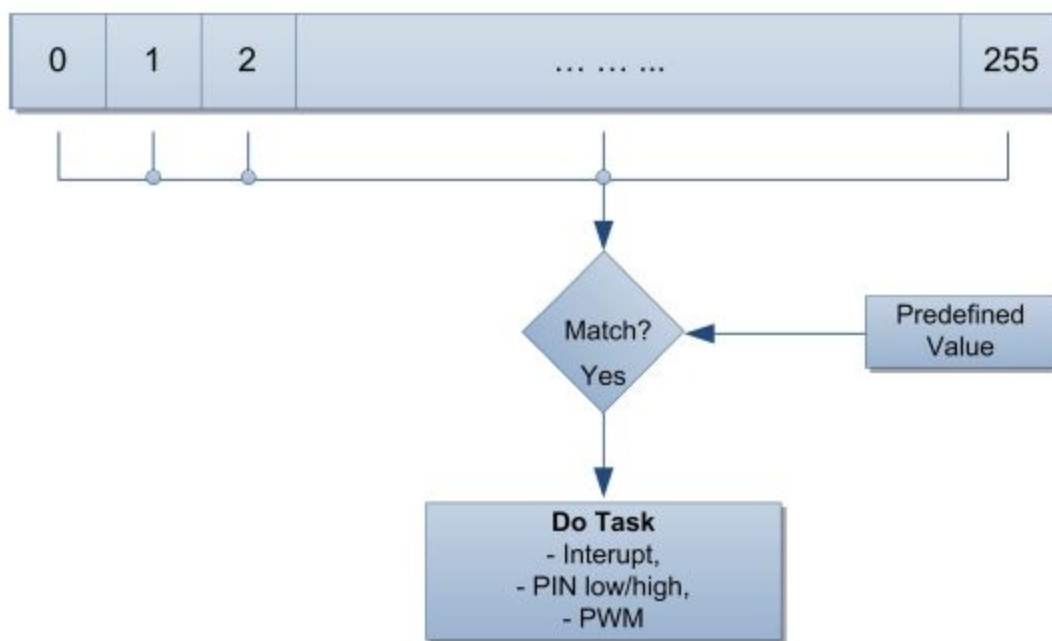 0 1 2 … … ... 255
Predefined
Value
Match?
Yes
Do Task
- Interupt,
- PIN low/high,
- PWM